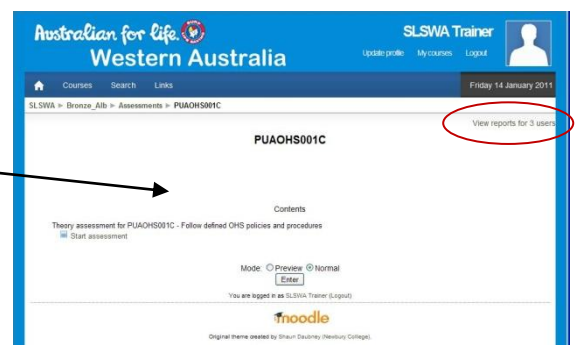 Australian for life.
Western Australia
SLSWA Trainer
Update profile My courses Logout
Courses Search Links
Friday 14 January 2011
SLSWA ► Bronze_Alb ► Assessments ► PUAOHS001C
View reports for 3 users
PUAOHS001C
Contents
Theory assessment for PUAOHS001C - Follow defined OHS policies and procedures
Start assessment
Mode: Preview Normal
Enter
You are logged in as SLSWA Trainer (Logout)
moodle
Original theme created by Shaun Daubney (Newbury College).